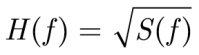 H(f) = √S(f)